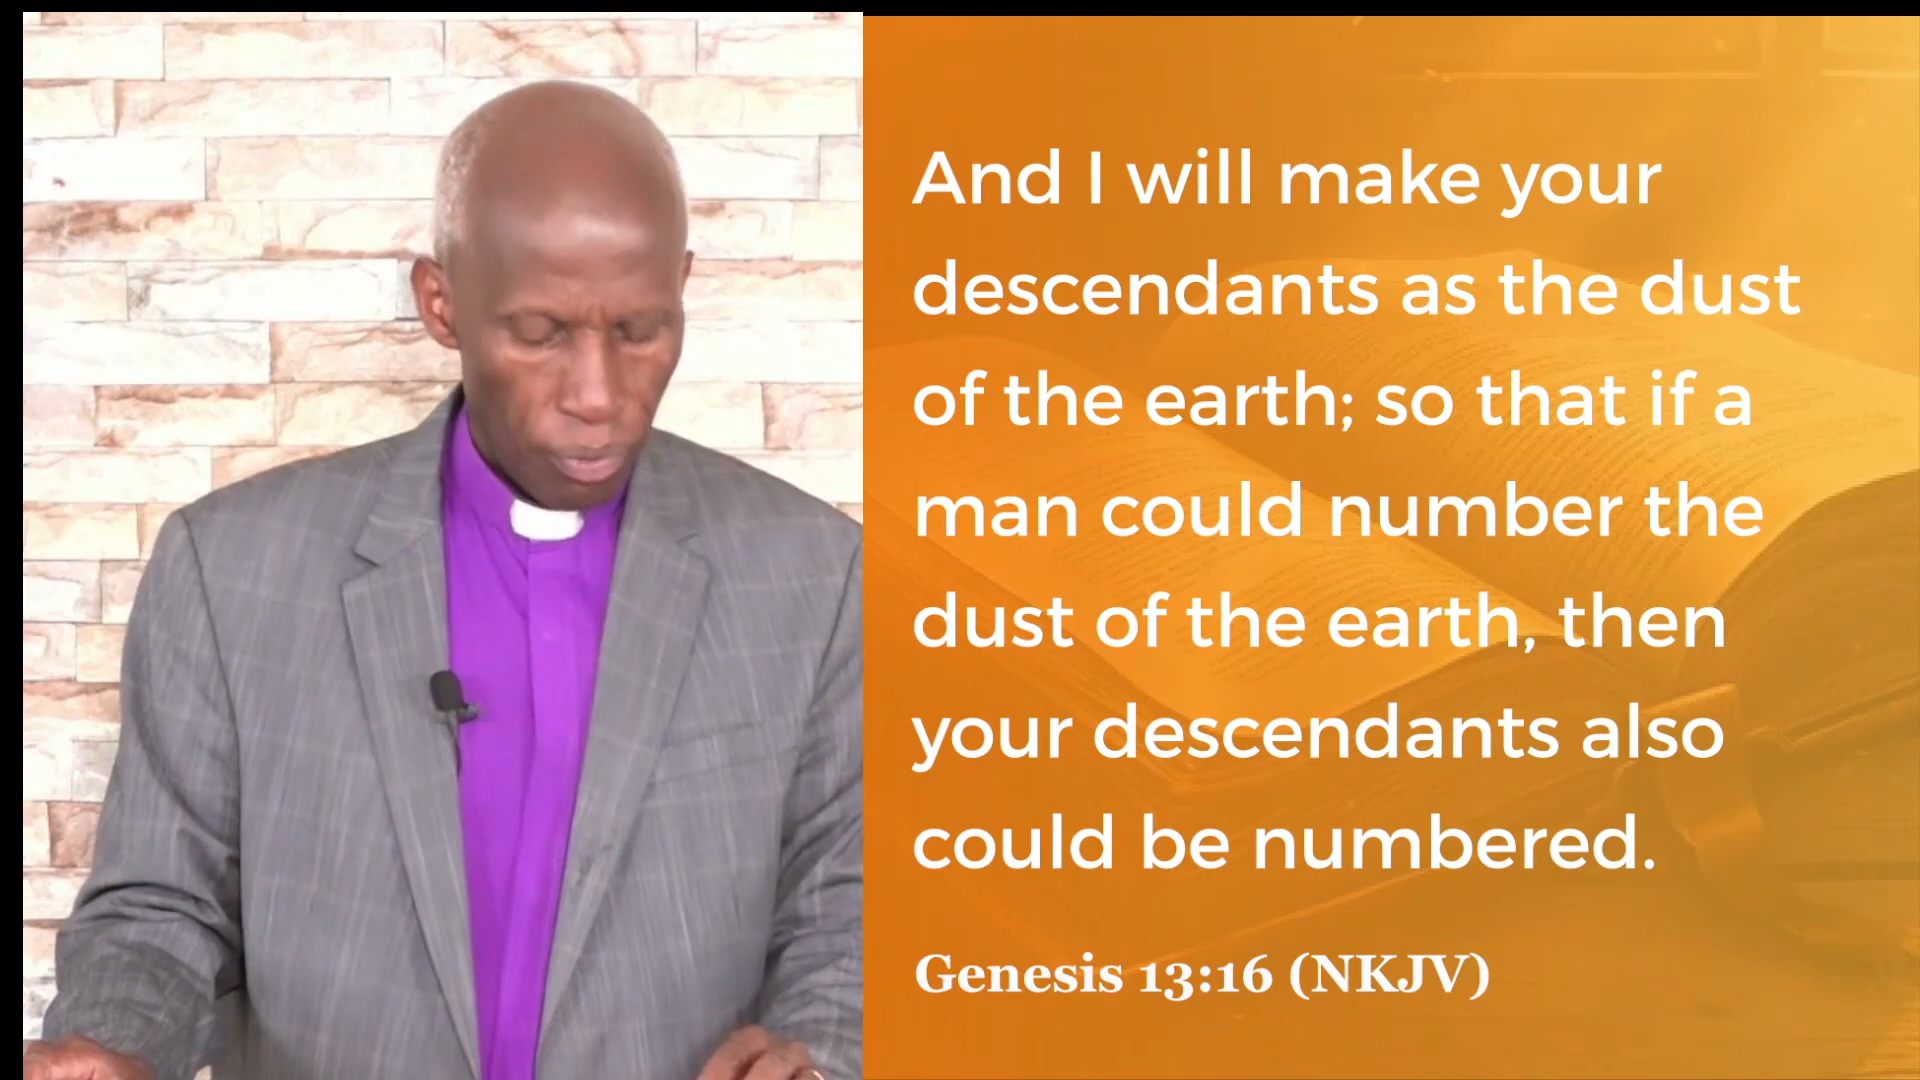 And I will make your
descendants as the dust
of the earth; so that if a
man could number the
dust of the earth, then
your descendants also
could be numbered.
Genesis 13:16 (NKJV)